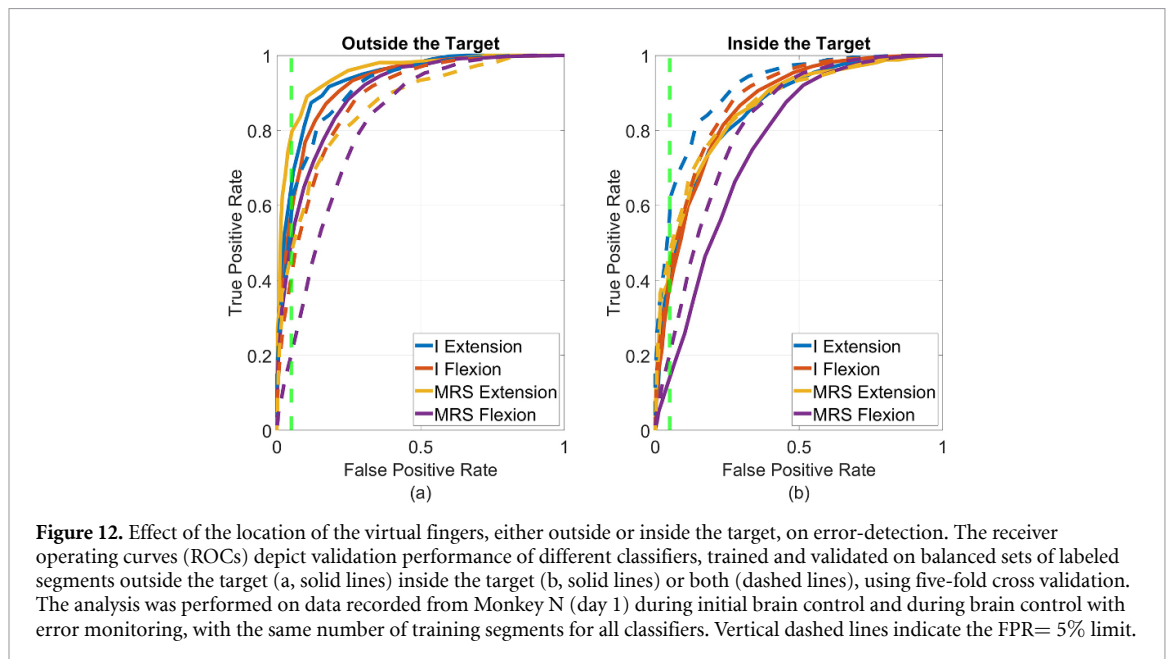 Outside the Target
1
0.8
0.6
0.4
0.2
0
True Positive Rate
I Extension
I Flexion
MRS Extension
MRS Flexion
0 0.5 1
False Positive Rate
(a)
Inside the Target
1
0.8
0.6
0.4
0.2
0
True Positive Rate
I Extension
I Flexion
MRS Extension
MRS Flexion
0 0.5 1
False Positive Rate
(b)
Figure 12. Effect of the location of the virtual fingers, either outside or inside the target, on error-detection. The receiver
operating curves (ROCs) depict validation performance of different classifiers, trained and validated on balanced sets of labeled
segments outside the target (a, solid lines) inside the target (b, solid lines) or both (dashed lines), using five-fold cross validation.
The analysis was performed on data recorded from Monkey N (day 1) during initial brain control and during brain control with
error monitoring, with the same number of training segments for all classifiers. Vertical dashed lines indicate the FPR= 5% limit.